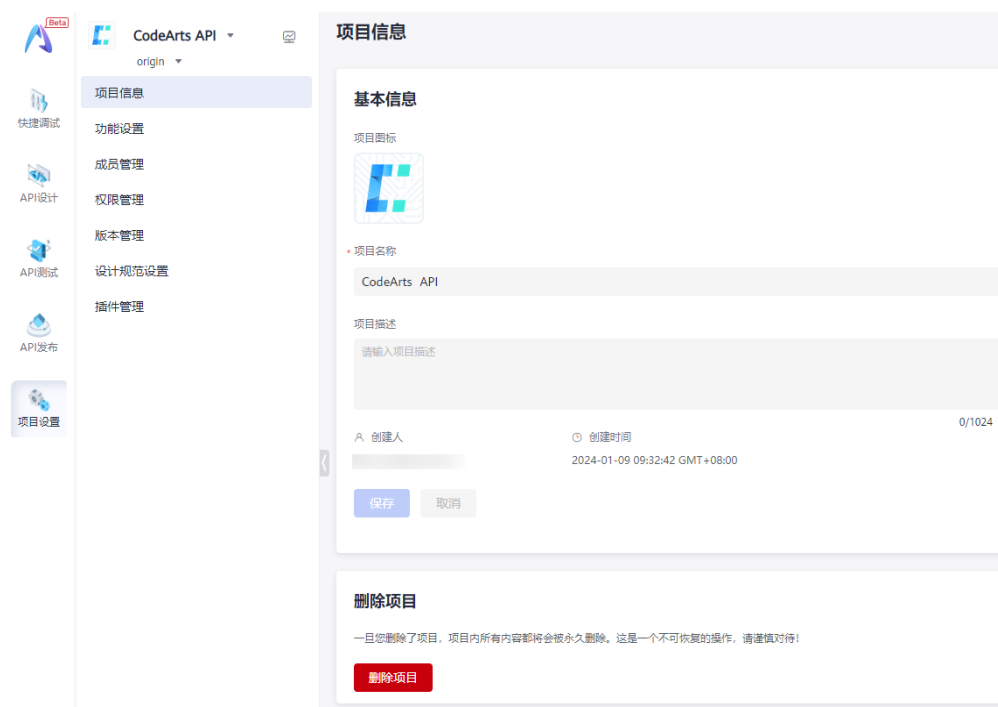 Beta
快捷调试
API设计
API测试
API发布
项目设置
CodeArts API
origin
项目信息
功能设置
成员管理
权限管理
版本管理
设计规范设置
插件管理
项目信息
基本信息
项目图标
* 项目名称
CodeArts API
项目描述
请输入项目描述
0/1024
创建人
创建时间
2024-01-09 09:32:42 GMT+08:00
保存
取消
删除项目
一旦您删除了项目，项目内所有内容都将会被永久删除。这是一个不可恢复的操作，请谨慎对待!
删除项目